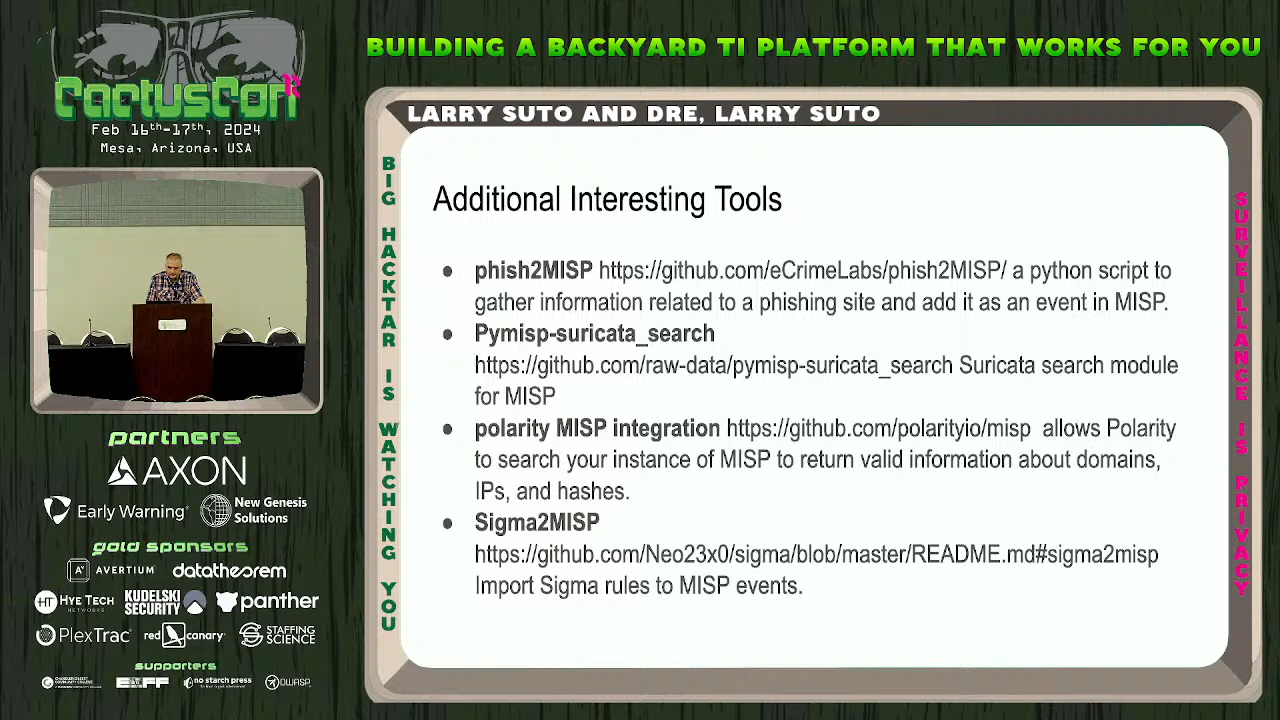 BUILDING A BACKYARD TI PLATFORM THAT WORKS FOR YOU
CactusCon
Feb 16th-17th, 2024
Mesa, Arizona, USA
LARRY SUTO AND DRE, LARRY SUTO
BIG HACKTAR IS WATCHING YOU
Additional Interesting Tools
● phish2MISP https://github.com/eCrimeLabs/phish2MISP/ a python script to
gather information related to a phishing site and add it as an event in MISP.
● Pymisp-suricata_search
https://github.com/raw-data/pymisp-suricata_search Suricata search module
for MISP
● polarity MISP integration https://github.com/polarityio/misp allows Polarity
to search your instance of MISP to return valid information about domains,
IPs, and hashes.
● Sigma2MISP
https://github.com/Neo23x0/sigma/blob/master/README.md#sigma2misp
Import Sigma rules to MISP events.
SURVEILLANCE IS PRIVACY
partners
AXON
Early Warning
New Genesis
Solutions
gold sponsors
AVERTIUM
datatheorem
HT HYE TECH
NETWORKS
KUDELSKI
SECURITY
panther
PlexTrac
red canary
STAFFING
SCIENCE
supporters
EFF
no starch press
OWASP